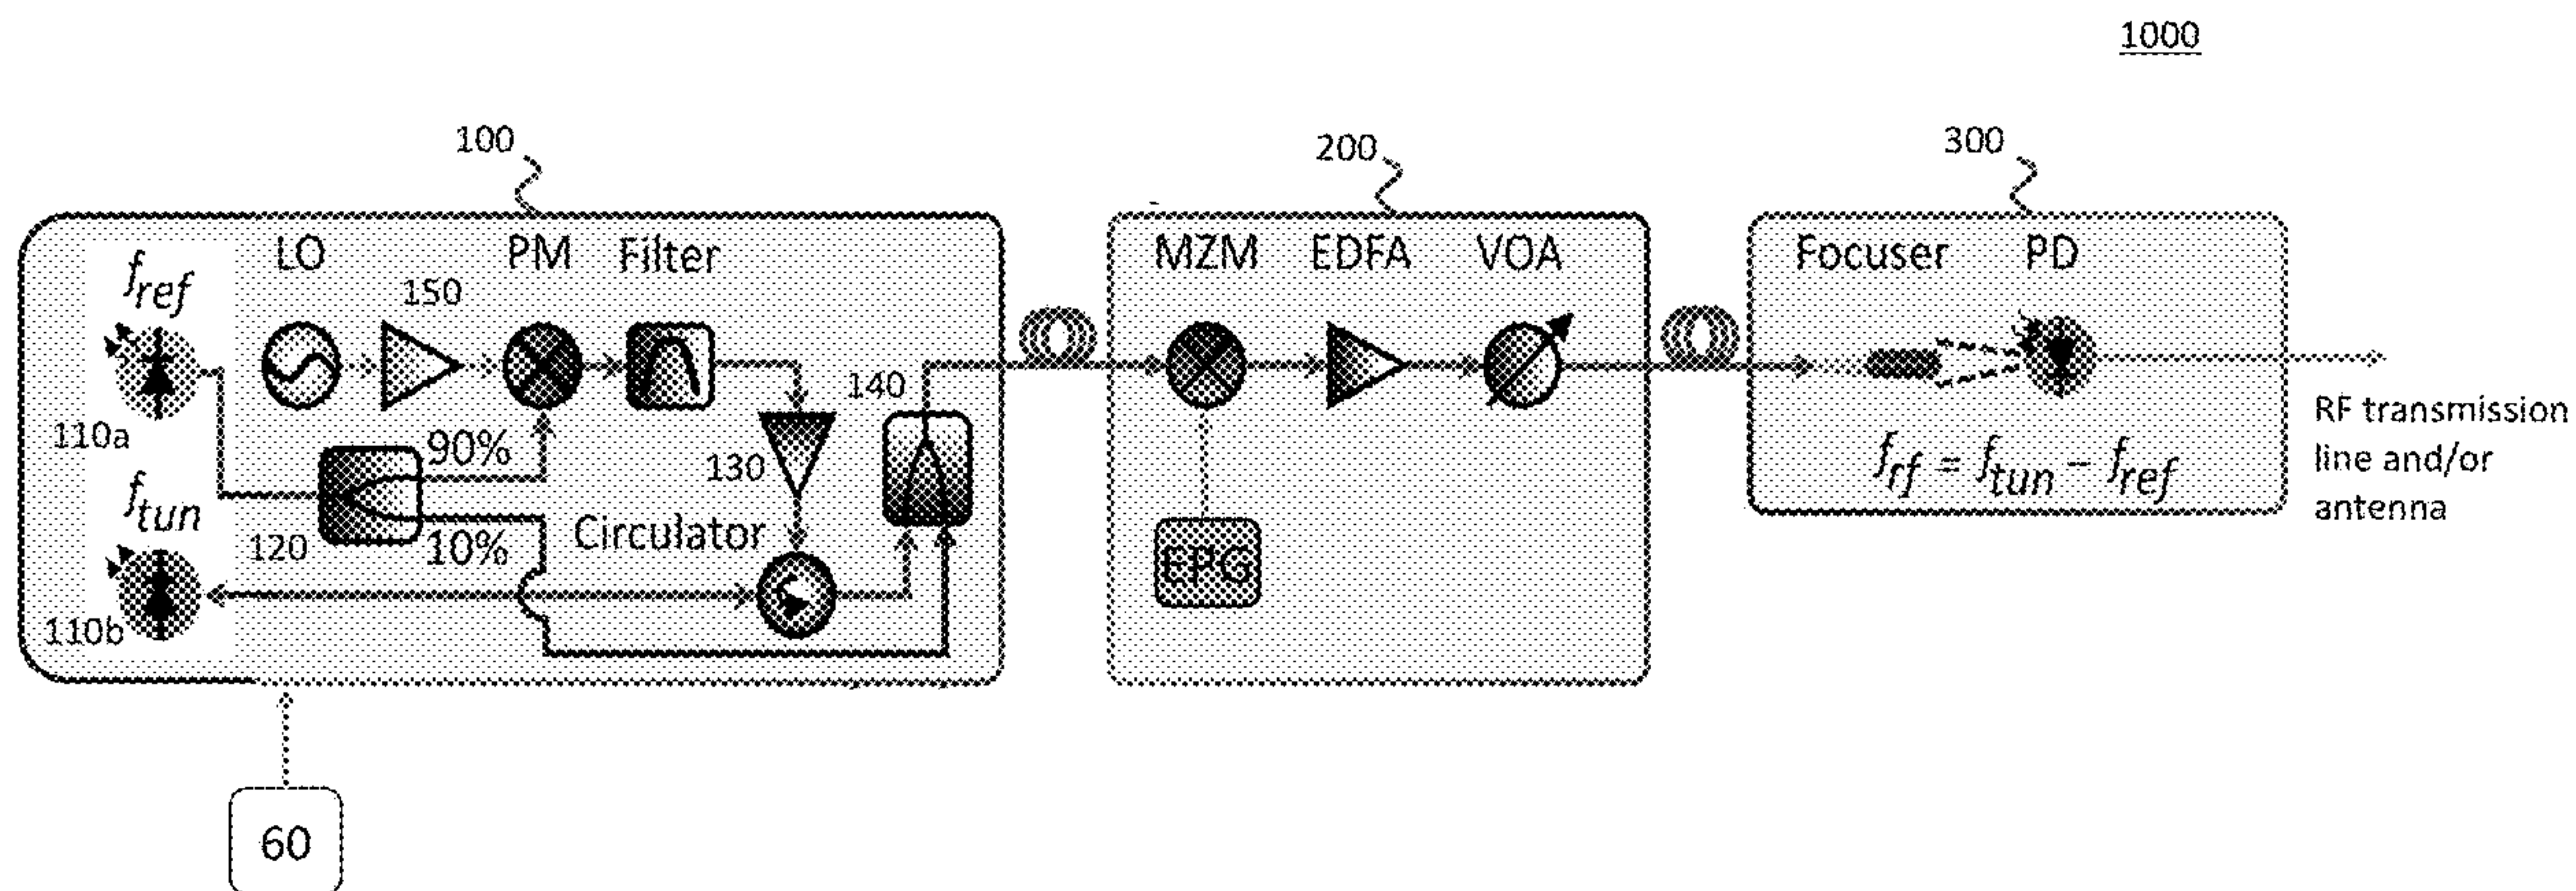 1000
100
200
300
f_ref
LO
150
PM
Filter
110a
90%
130
140
f_tun
120
10%
Circulator
110b
MZM
EDFA
VOA
EPG
Focuser
PD
f_rf = f_tun - f_ref
RF transmission
line and/or
antenna
60